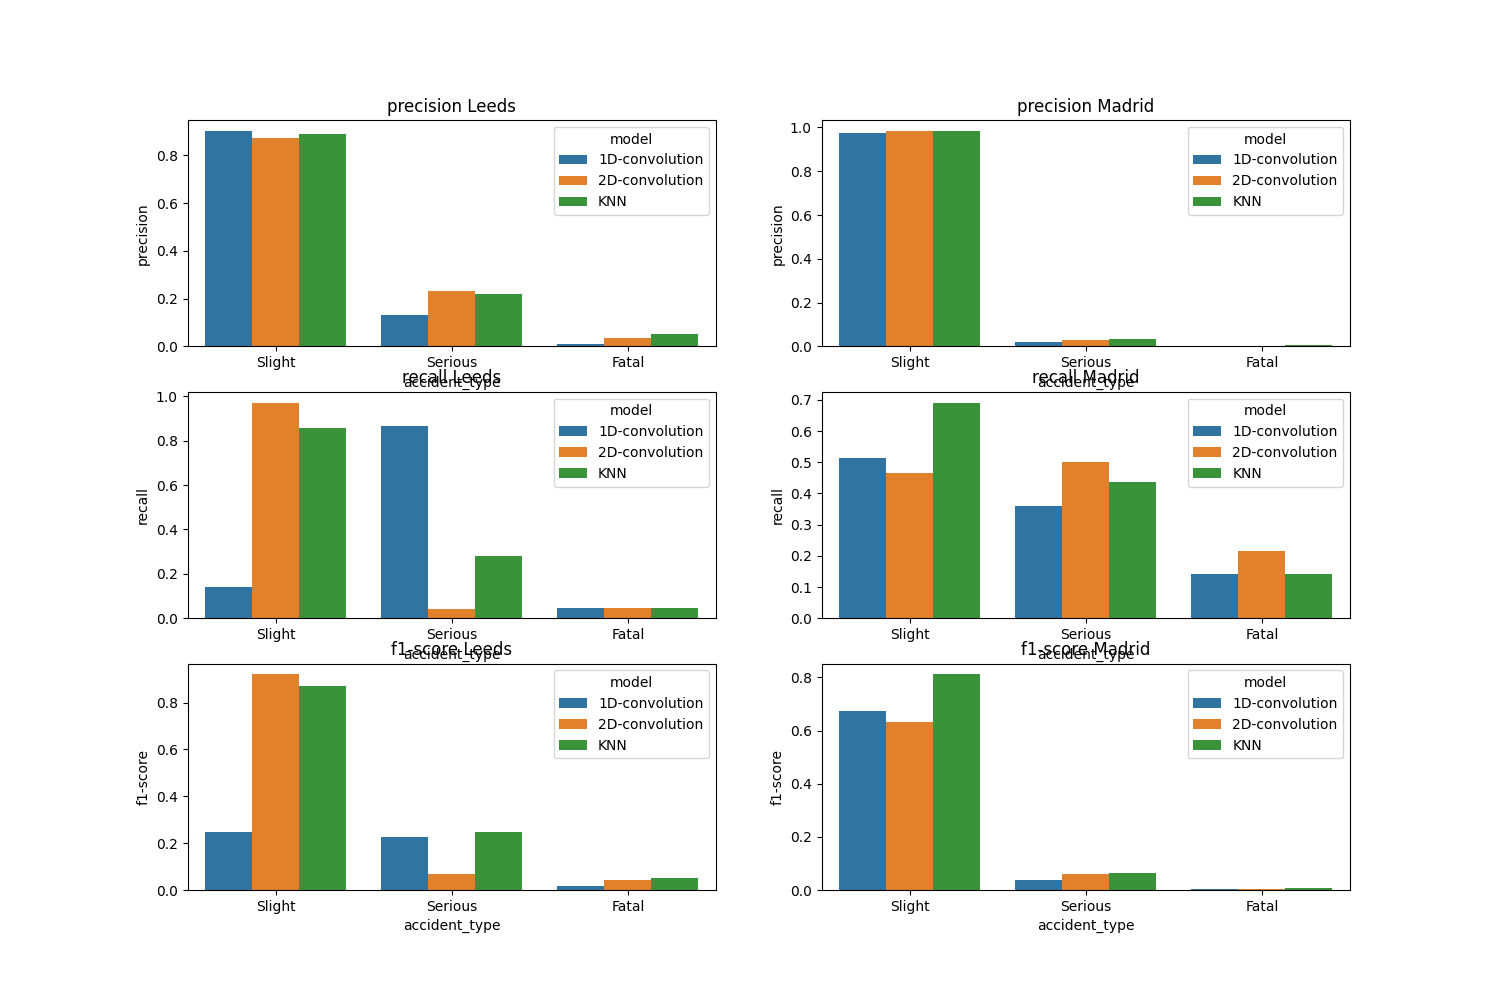 precision Leeds
precision
0.8
0.6
0.4
0.2
0.0
model
1D-convolution
2D-convolution
KNN
Slight Serious Fatal
accident_type
precision Madrid
precision
1.0
0.8
0.6
0.4
0.2
0.0
model
1D-convolution
2D-convolution
KNN
Slight Serious Fatal
accident_type
recall Leeds
recall
1.0
0.8
0.6
0.4
0.2
0.0
model
1D-convolution
2D-convolution
KNN
Slight Serious Fatal
accident_type
recall Madrid
recall
0.7
0.6
0.5
0.4
0.3
0.2
0.1
0.0
model
1D-convolution
2D-convolution
KNN
Slight Serious Fatal
accident_type
f1-score Leeds
f1-score
0.8
0.6
0.4
0.2
0.0
model
1D-convolution
2D-convolution
KNN
Slight Serious Fatal
accident_type
f1-score Madrid
f1-score
0.8
0.6
0.4
0.2
0.0
model
1D-convolution
2D-convolution
KNN
Slight Serious Fatal
accident_type